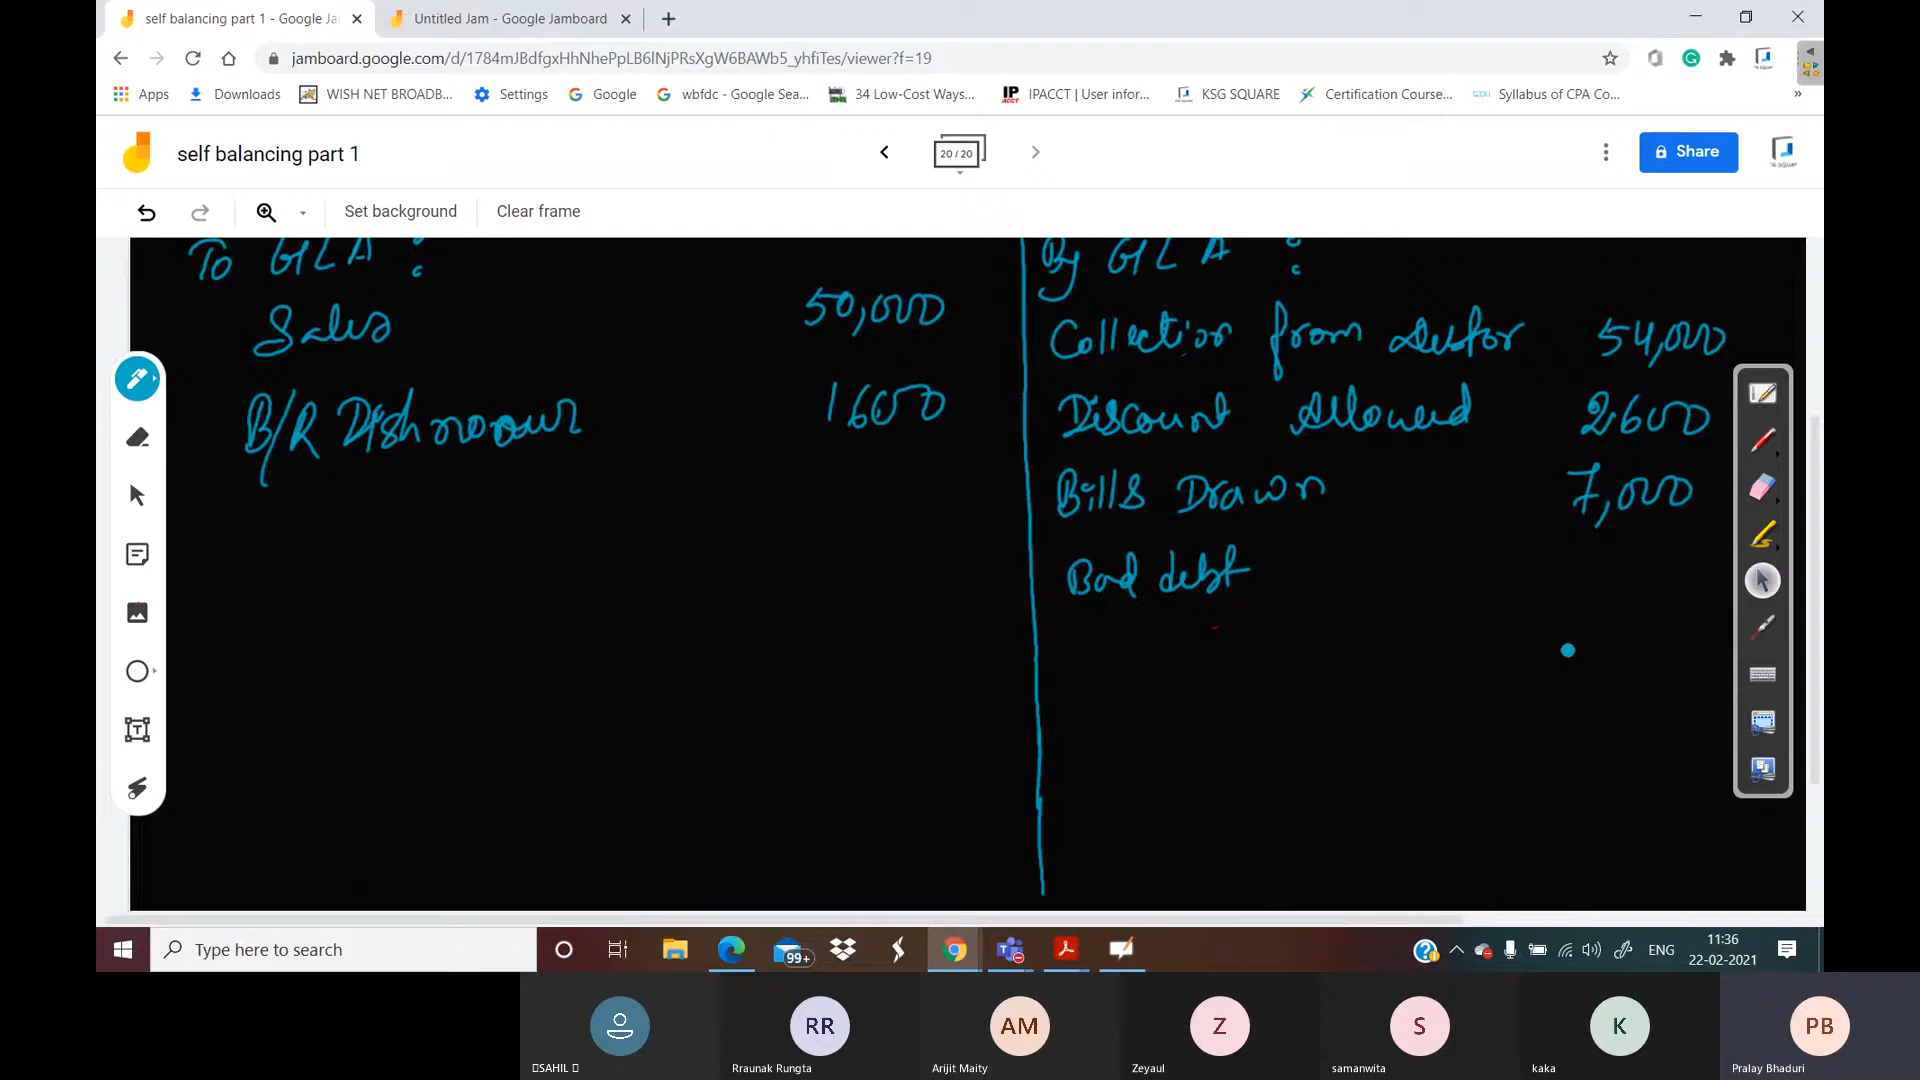 self balancing part 1 - Google Ja
Untitled Jam - Google Jamboard
jamboard.google.com/d/1784mJBdfgxHhNhePpLB6lNjPRsXgW6BAWb5_yhfiTes/viewer?f=19
Apps
Downloads
WISH NET BROADB...
Settings
Google
wbfdc - Google Sea...
34 Low-Cost Ways...
IPACCT | User infor...
KSG SQUARE
Certification Course...
Syllabus of CPA Co...
»
self balancing part 1
20 / 20
Share
Set background
Clear frame
To GLA :
Sales 50,000
B/R Dishnoour 1600
By GLA :
Collection from debtor 54,000
Discount Allowed 2600
Bills Drawn 7,000
Bad debt
Type here to search
99+
ENG
11:36
22-02-2021
RR
AM
Z
S
K
PB
SAHIL
Rraunak Rungta
Arijit Maity
Zeyaul
samanwita
kaka
Pralay Bhaduri